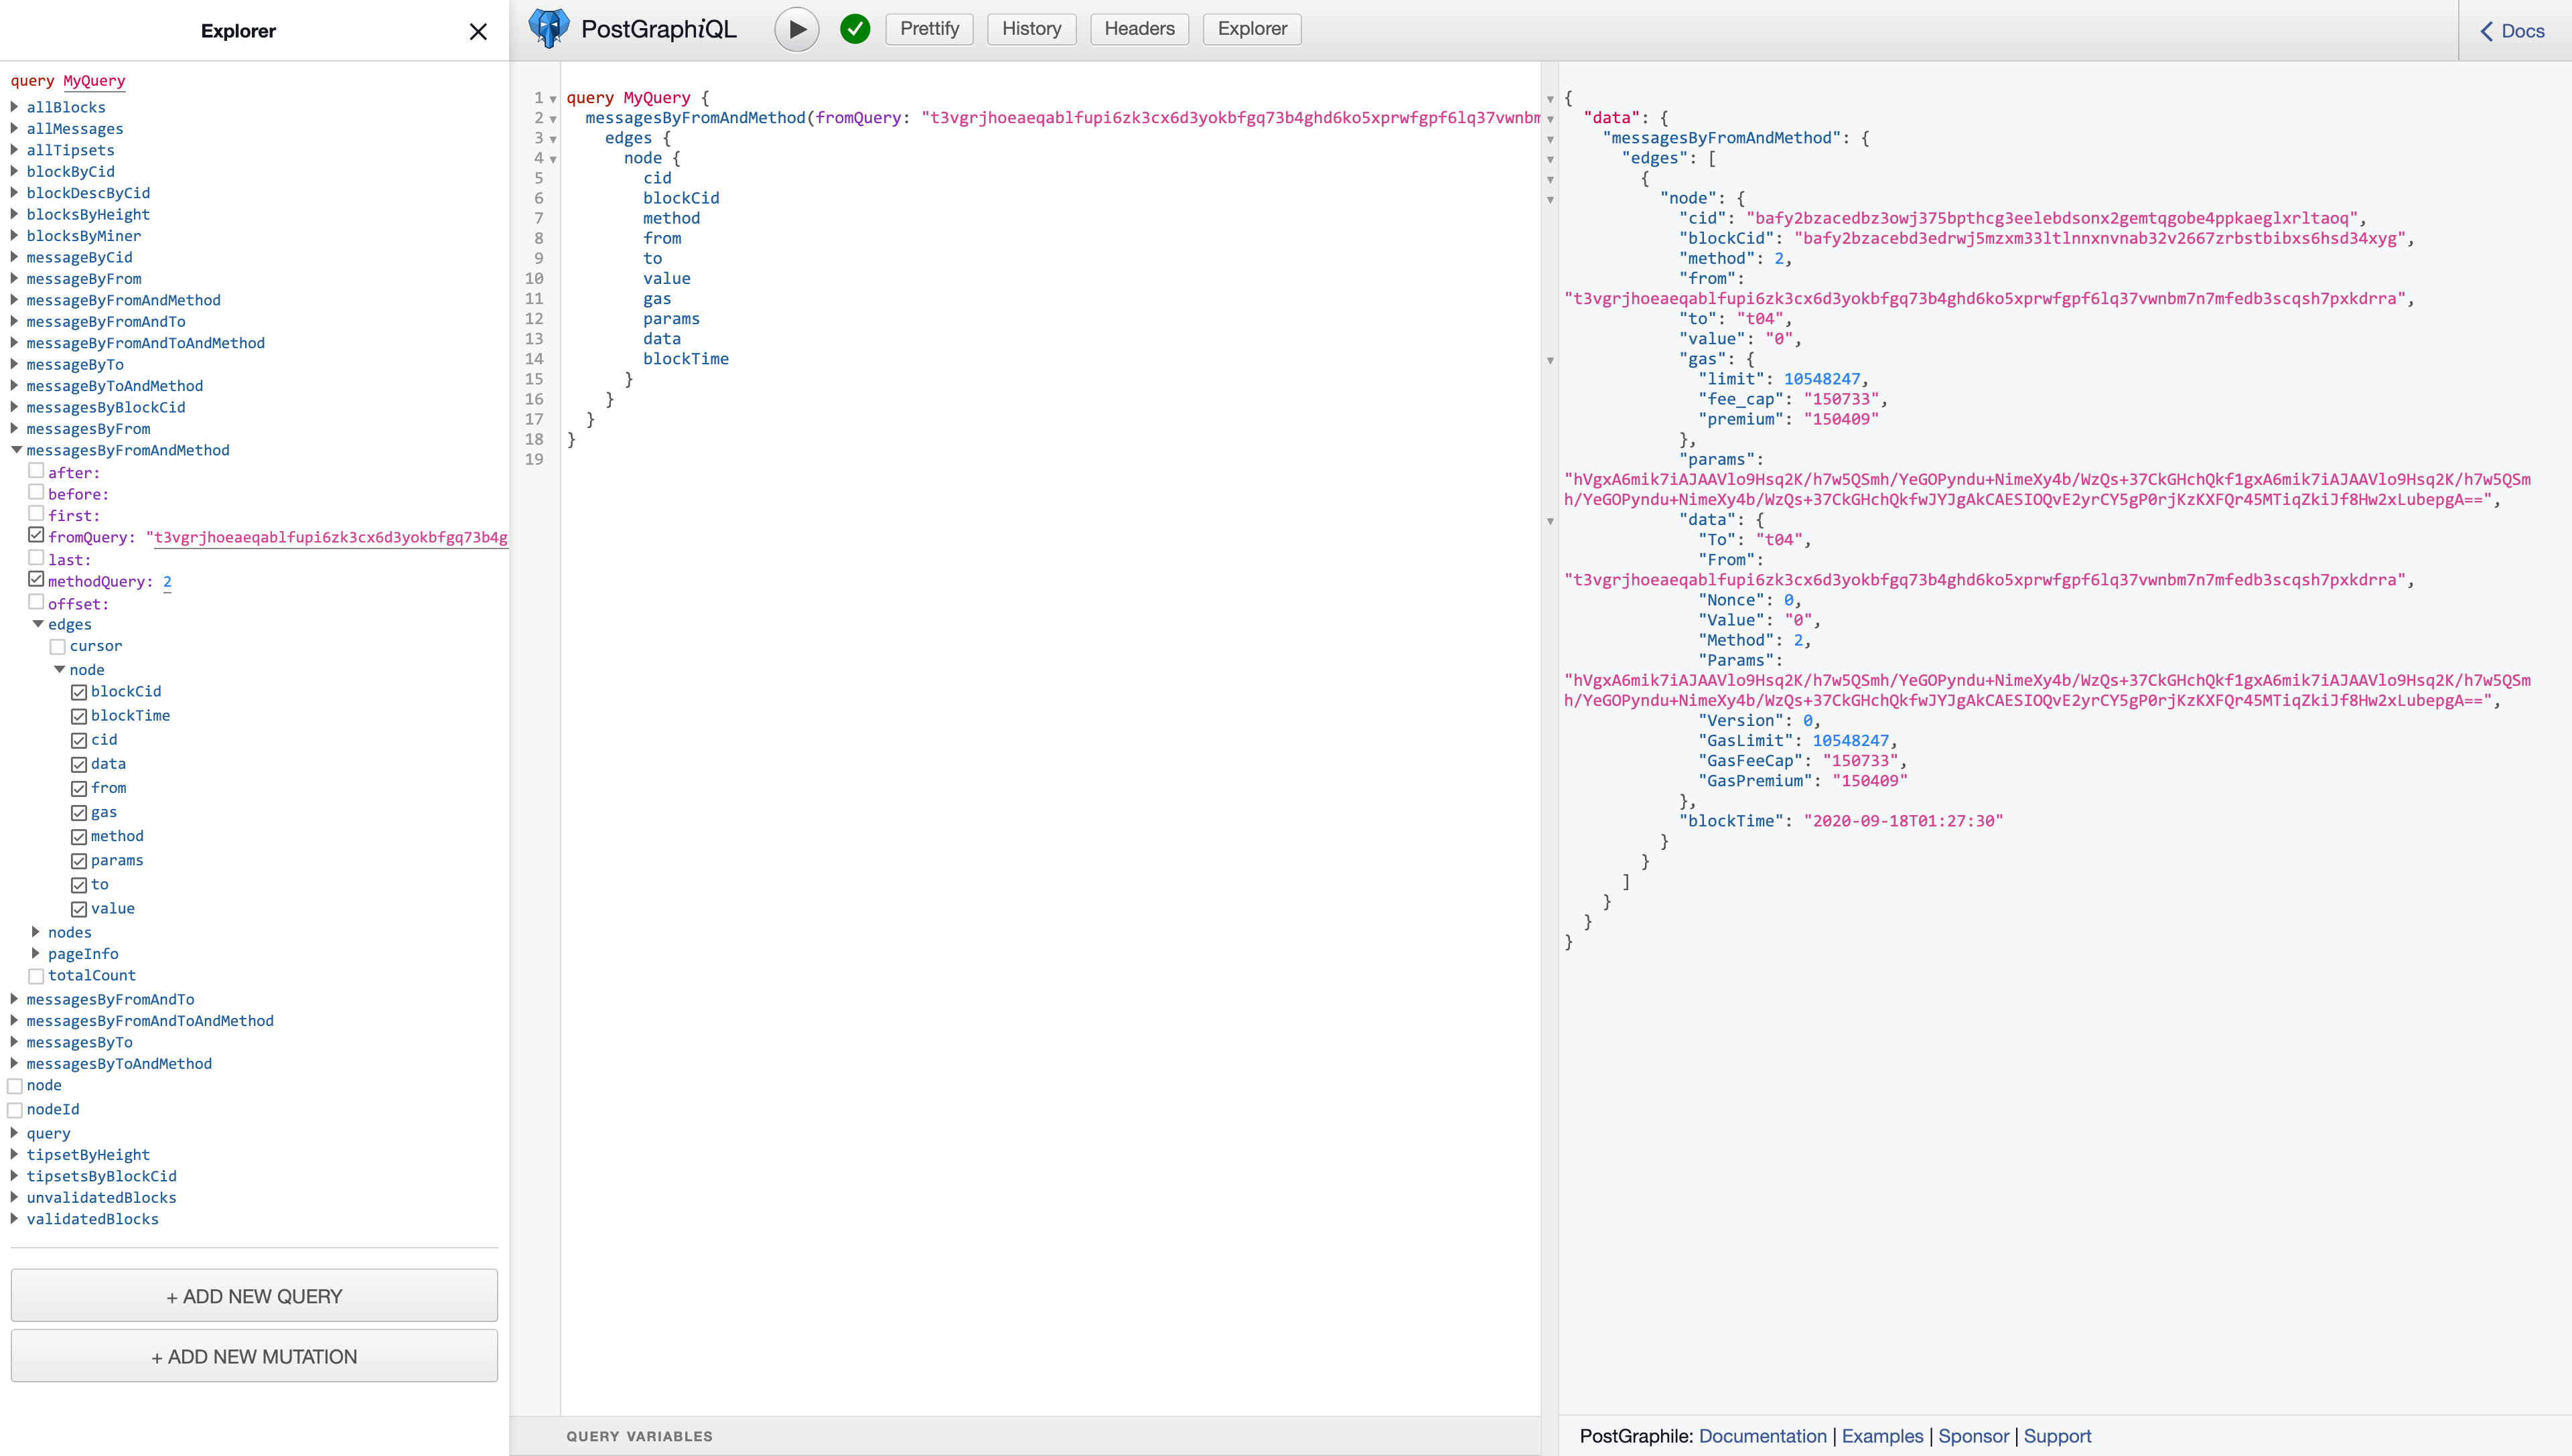 Explorer
query MyQuery
allBlocks
allMessages
allTipsets
blockByCid
blockDescByCid
blocksByHeight
blocksByMiner
messageByCid
messageByFrom
messageByFromAndMethod
messageByFromAndTo
messageByFromAndToAndMethod
messageByTo
messageByToAndMethod
messagesByBlockCid
messagesByFrom
messagesByFromAndMethod
after:
before:
first:
fromQuery: "t3vgrjhoeaeqablfupi6zk3cx6d3yokbfgq73b4g
last:
methodQuery: 2
offset:
edges
cursor
node
blockCid
blockTime
cid
data
from
gas
method
params
to
value
nodes
pageInfo
totalCount
messagesByFromAndTo
messagesByFromAndToAndMethod
messagesByTo
messagesByToAndMethod
node
nodeId
query
tipsetByHeight
tipsetsByBlockCid
unvalidatedBlocks
validatedBlocks
+ ADD NEW QUERY
+ ADD NEW MUTATION
PostGraphiQL
Prettify
History
Headers
Explorer
Docs
1 query MyQuery {
2 messagesByFromAndMethod(fromQuery: "t3vgrjhoeaeqablfupi6zk3cx6d3yokbfgq73b4ghd6ko5xprwfgpf6lq37vwnbm
3 edges {
4 node {
5 cid
6 blockCid
7 method
8 from
9 to
10 value
11 gas
12 params
13 data
14 blockTime
15 }
16 }
17 }
18 }
19
QUERY VARIABLES
{
"data": {
"messagesByFromAndMethod": {
"edges": [
{
"node": {
"cid": "bafy2bzacedbz3owj375bpthcg3eelebdsonx2gemtqgobe4ppkaeglxrltaoq",
"blockCid": "bafy2bzacebd3edrwj5mzxm33ltlnnxnvnab32v2667zrbstbibxs6hsd34xyg",
"method": 2,
"from":
"t3vgrjhoeaeqablfupi6zk3cx6d3yokbfgq73b4ghd6ko5xprwfgpf6lq37vwnbm7n7mfedb3scqsh7pxkdrra",
"to": "t04",
"value": "0",
"gas": {
"limit": 10548247,
"fee_cap": "150733",
"premium": "150409"
},
"params":
"hVgxA6mik7iAJAAVlo9Hsq2K/h7w5QSmh/YeGOPyndu+NimeXy4b/WzQs+37CkGHchQkf1gxA6mik7iAJAAVlo9Hsq2K/h7w5QSm
h/YeGOPyndu+NimeXy4b/WzQs+37CkGHchQkfwJYJgAkCAESIOQvE2yrCY5gP0rjKzKXFQr45MTiqZkiJf8Hw2xLubepgA==",
"data": {
"To": "t04",
"From":
"t3vgrjhoeaeqablfupi6zk3cx6d3yokbfgq73b4ghd6ko5xprwfgpf6lq37vwnbm7n7mfedb3scqsh7pxkdrra",
"Nonce": 0,
"Value": "0",
"Method": 2,
"Params":
"hVgxA6mik7iAJAAVlo9Hsq2K/h7w5QSmh/YeGOPyndu+NimeXy4b/WzQs+37CkGHchQkf1gxA6mik7iAJAAVlo9Hsq2K/h7w5QSm
h/YeGOPyndu+NimeXy4b/WzQs+37CkGHchQkfwJYJgAkCAESIOQvE2yrCY5gP0rjKzKXFQr45MTiqZkiJf8Hw2xLubepgA==",
"Version": 0,
"GasLimit": 10548247,
"GasFeeCap": "150733",
"GasPremium": "150409"
},
"blockTime": "2020-09-18T01:27:30"
}
}
]
}
}
}
PostGraphile: Documentation | Examples | Sponsor | Support